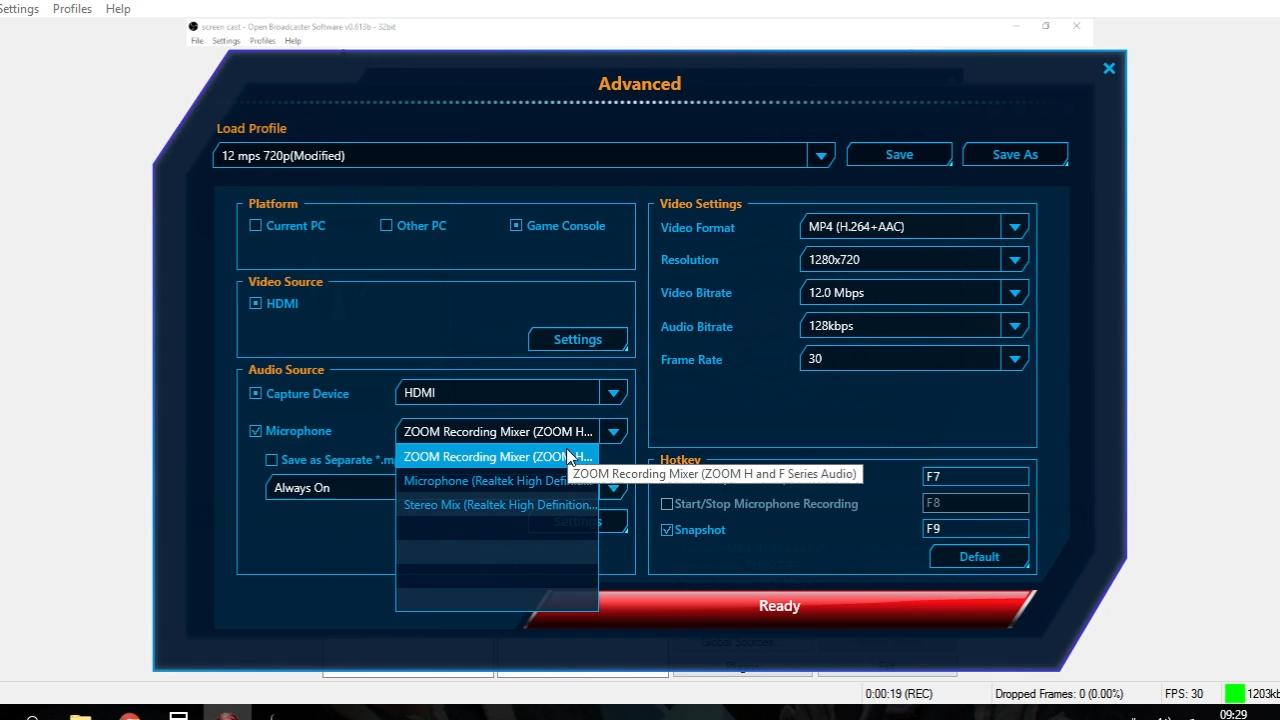 Settings Profiles Help
screen cast - Open Broadcaster Software v0.613b - 32bit
File Settings Profiles Help
Advanced
Load Profile
12 mps 720p(Modified)
Save
Save As
Platform
Current PC
Other PC
Game Console
Video Source
HDMI
Settings
Audio Source
Capture Device
HDMI
Microphone
ZOOM Recording Mixer (ZOOM H...
ZOOM Recording Mixer (ZOOM H...
ZOOM Recording Mixer (ZOOM H and F Series Audio)
Save as Separate *.m
Microphone (Realtek High Defin
Always On
Stereo Mix (Realtek High Definition...
Settings
Video Settings
Video Format
MP4 (H.264+AAC)
Resolution
1280x720
Video Bitrate
12.0 Mbps
Audio Bitrate
128kbps
Frame Rate
30
Hotkey
F7
Start/Stop Microphone Recording
F8
Snapshot
F9
Default
Ready
Global Sources
0:00:19 (REC)
Dropped Frames: 0 (0.00%)
FPS: 30
1203kb
09:29